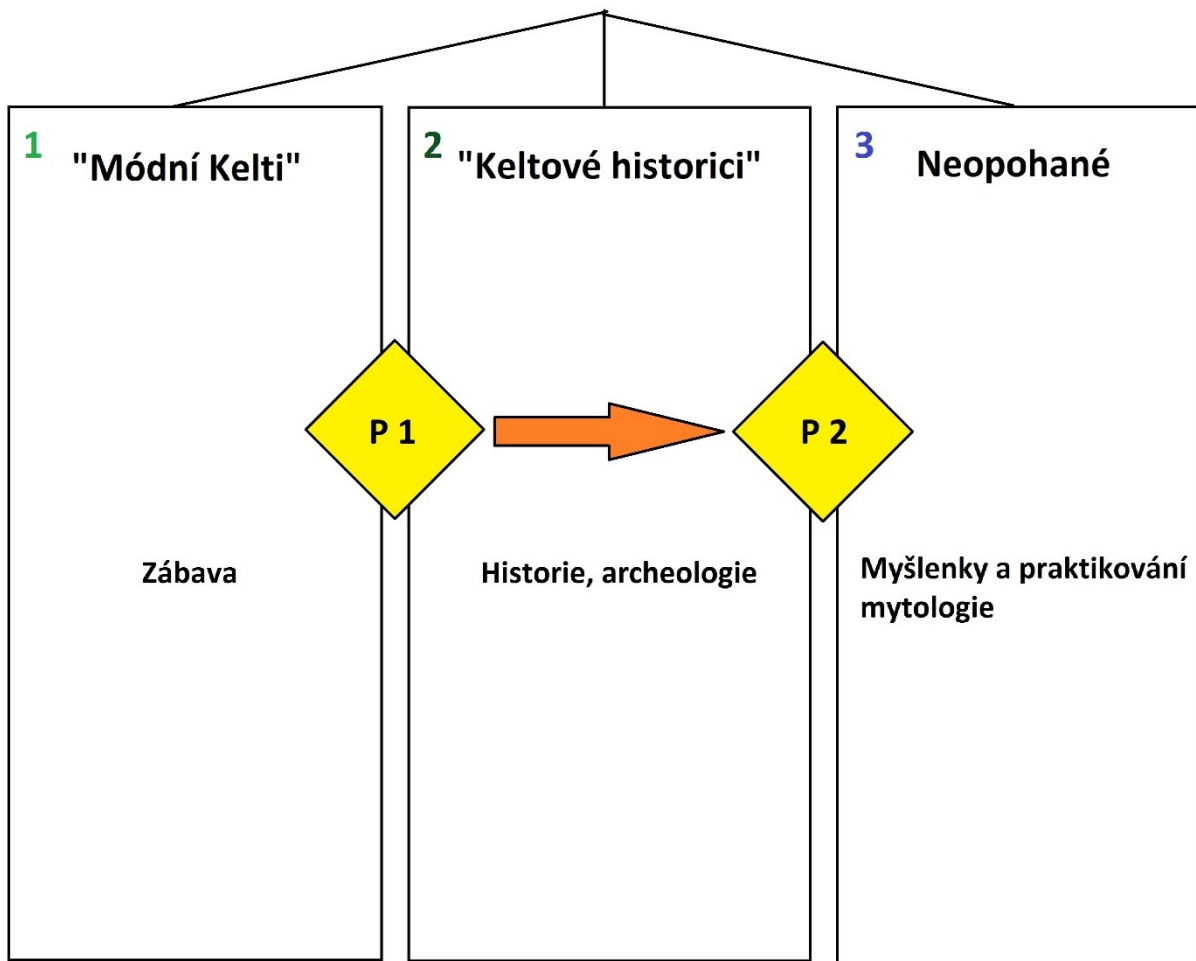 1
"Módní Kelti"
2
"Keltové historici"
3
Neopohané
P 1
P 2
Zábava
Historie, archeologie
Myšlenky a praktikování
mytologie